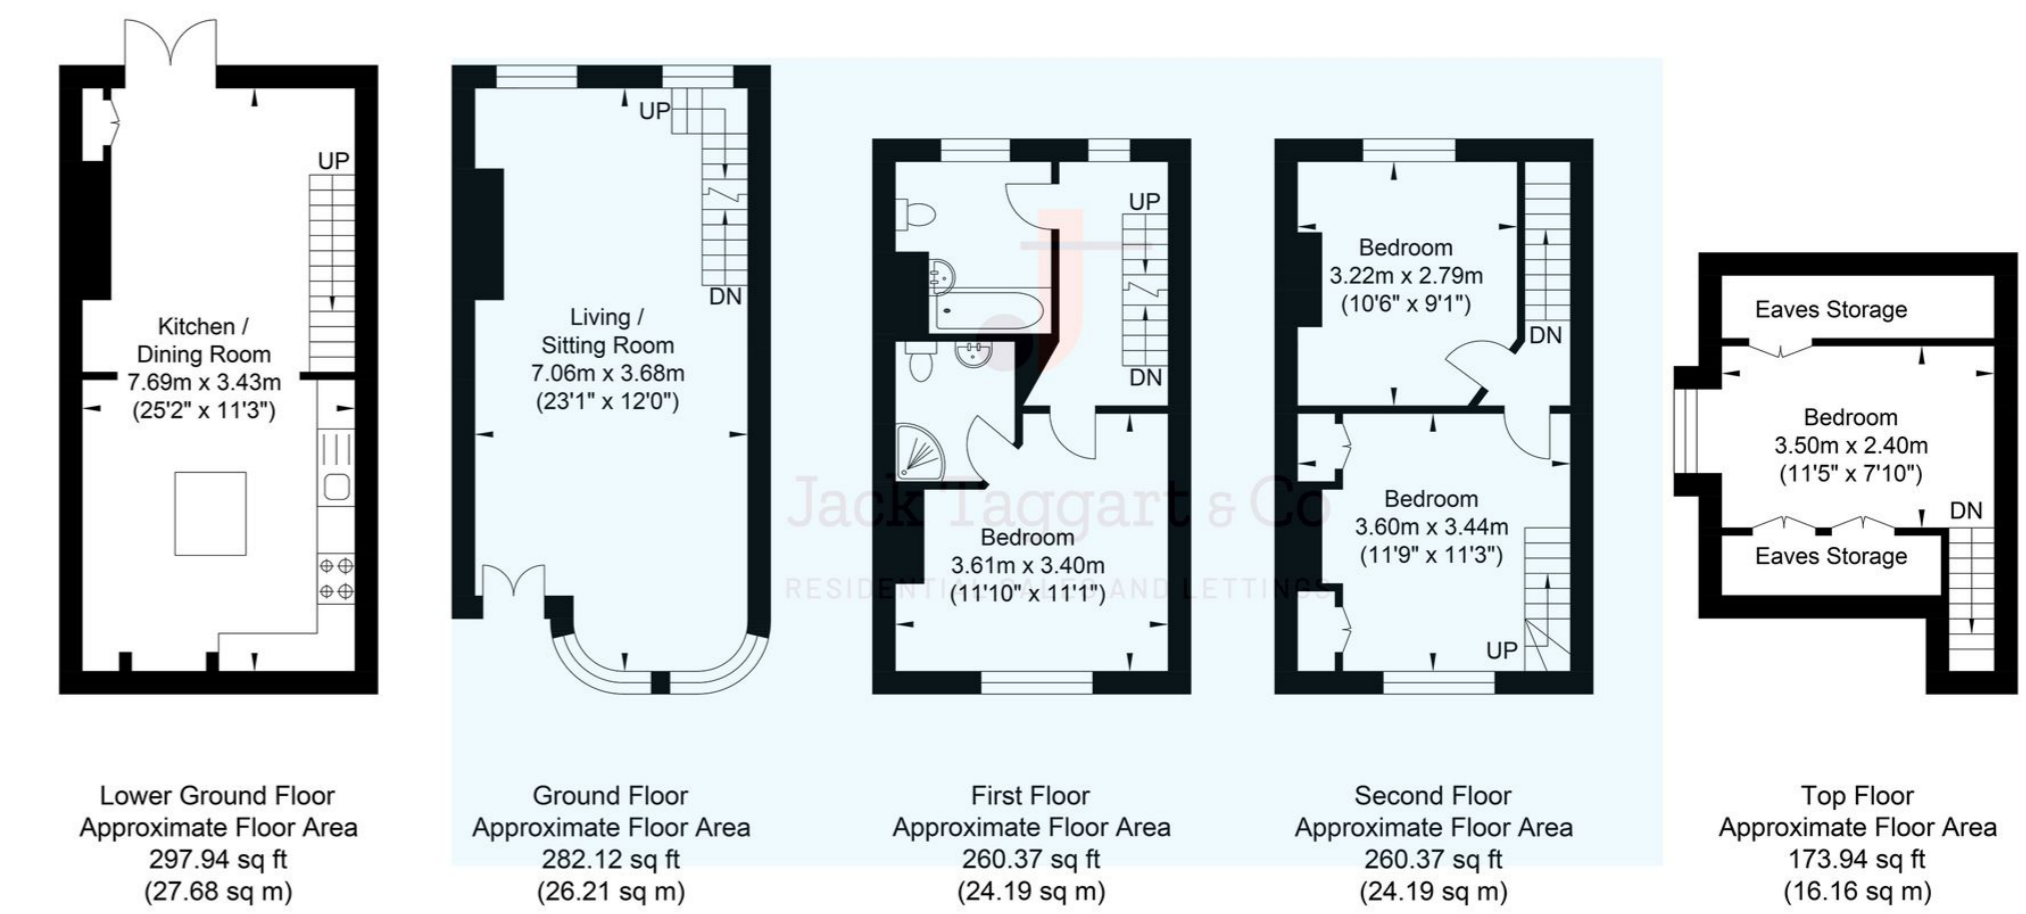 UP
Kitchen /
Dining Room
7.69m x 3.43m
(25'2" x 11'3")
Lower Ground Floor
Approximate Floor Area
297.94 sq ft
(27.68 sq m)
UP
DN
Living /
Sitting Room
7.06m x 3.68m
(23'1" x 12'0")
Ground Floor
Approximate Floor Area
282.12 sq ft
(26.21 sq m)
UP
DN
Bedroom
3.61m x 3.40m
(11'10" x 11'1")
First Floor
Approximate Floor Area
260.37 sq ft
(24.19 sq m)
Bedroom
3.22m x 2.79m
(10'6" x 9'1")
DN
Bedroom
3.60m x 3.44m
(11'9" x 11'3")
UP
Second Floor
Approximate Floor Area
260.37 sq ft
(24.19 sq m)
Eaves Storage
Bedroom
3.50m x 2.40m
(11'5" x 7'10")
DN
Eaves Storage
Top Floor
Approximate Floor Area
173.94 sq ft
(16.16 sq m)
J
Jack Taggart & Co
RESIDENTIAL SALES AND LETTINGS